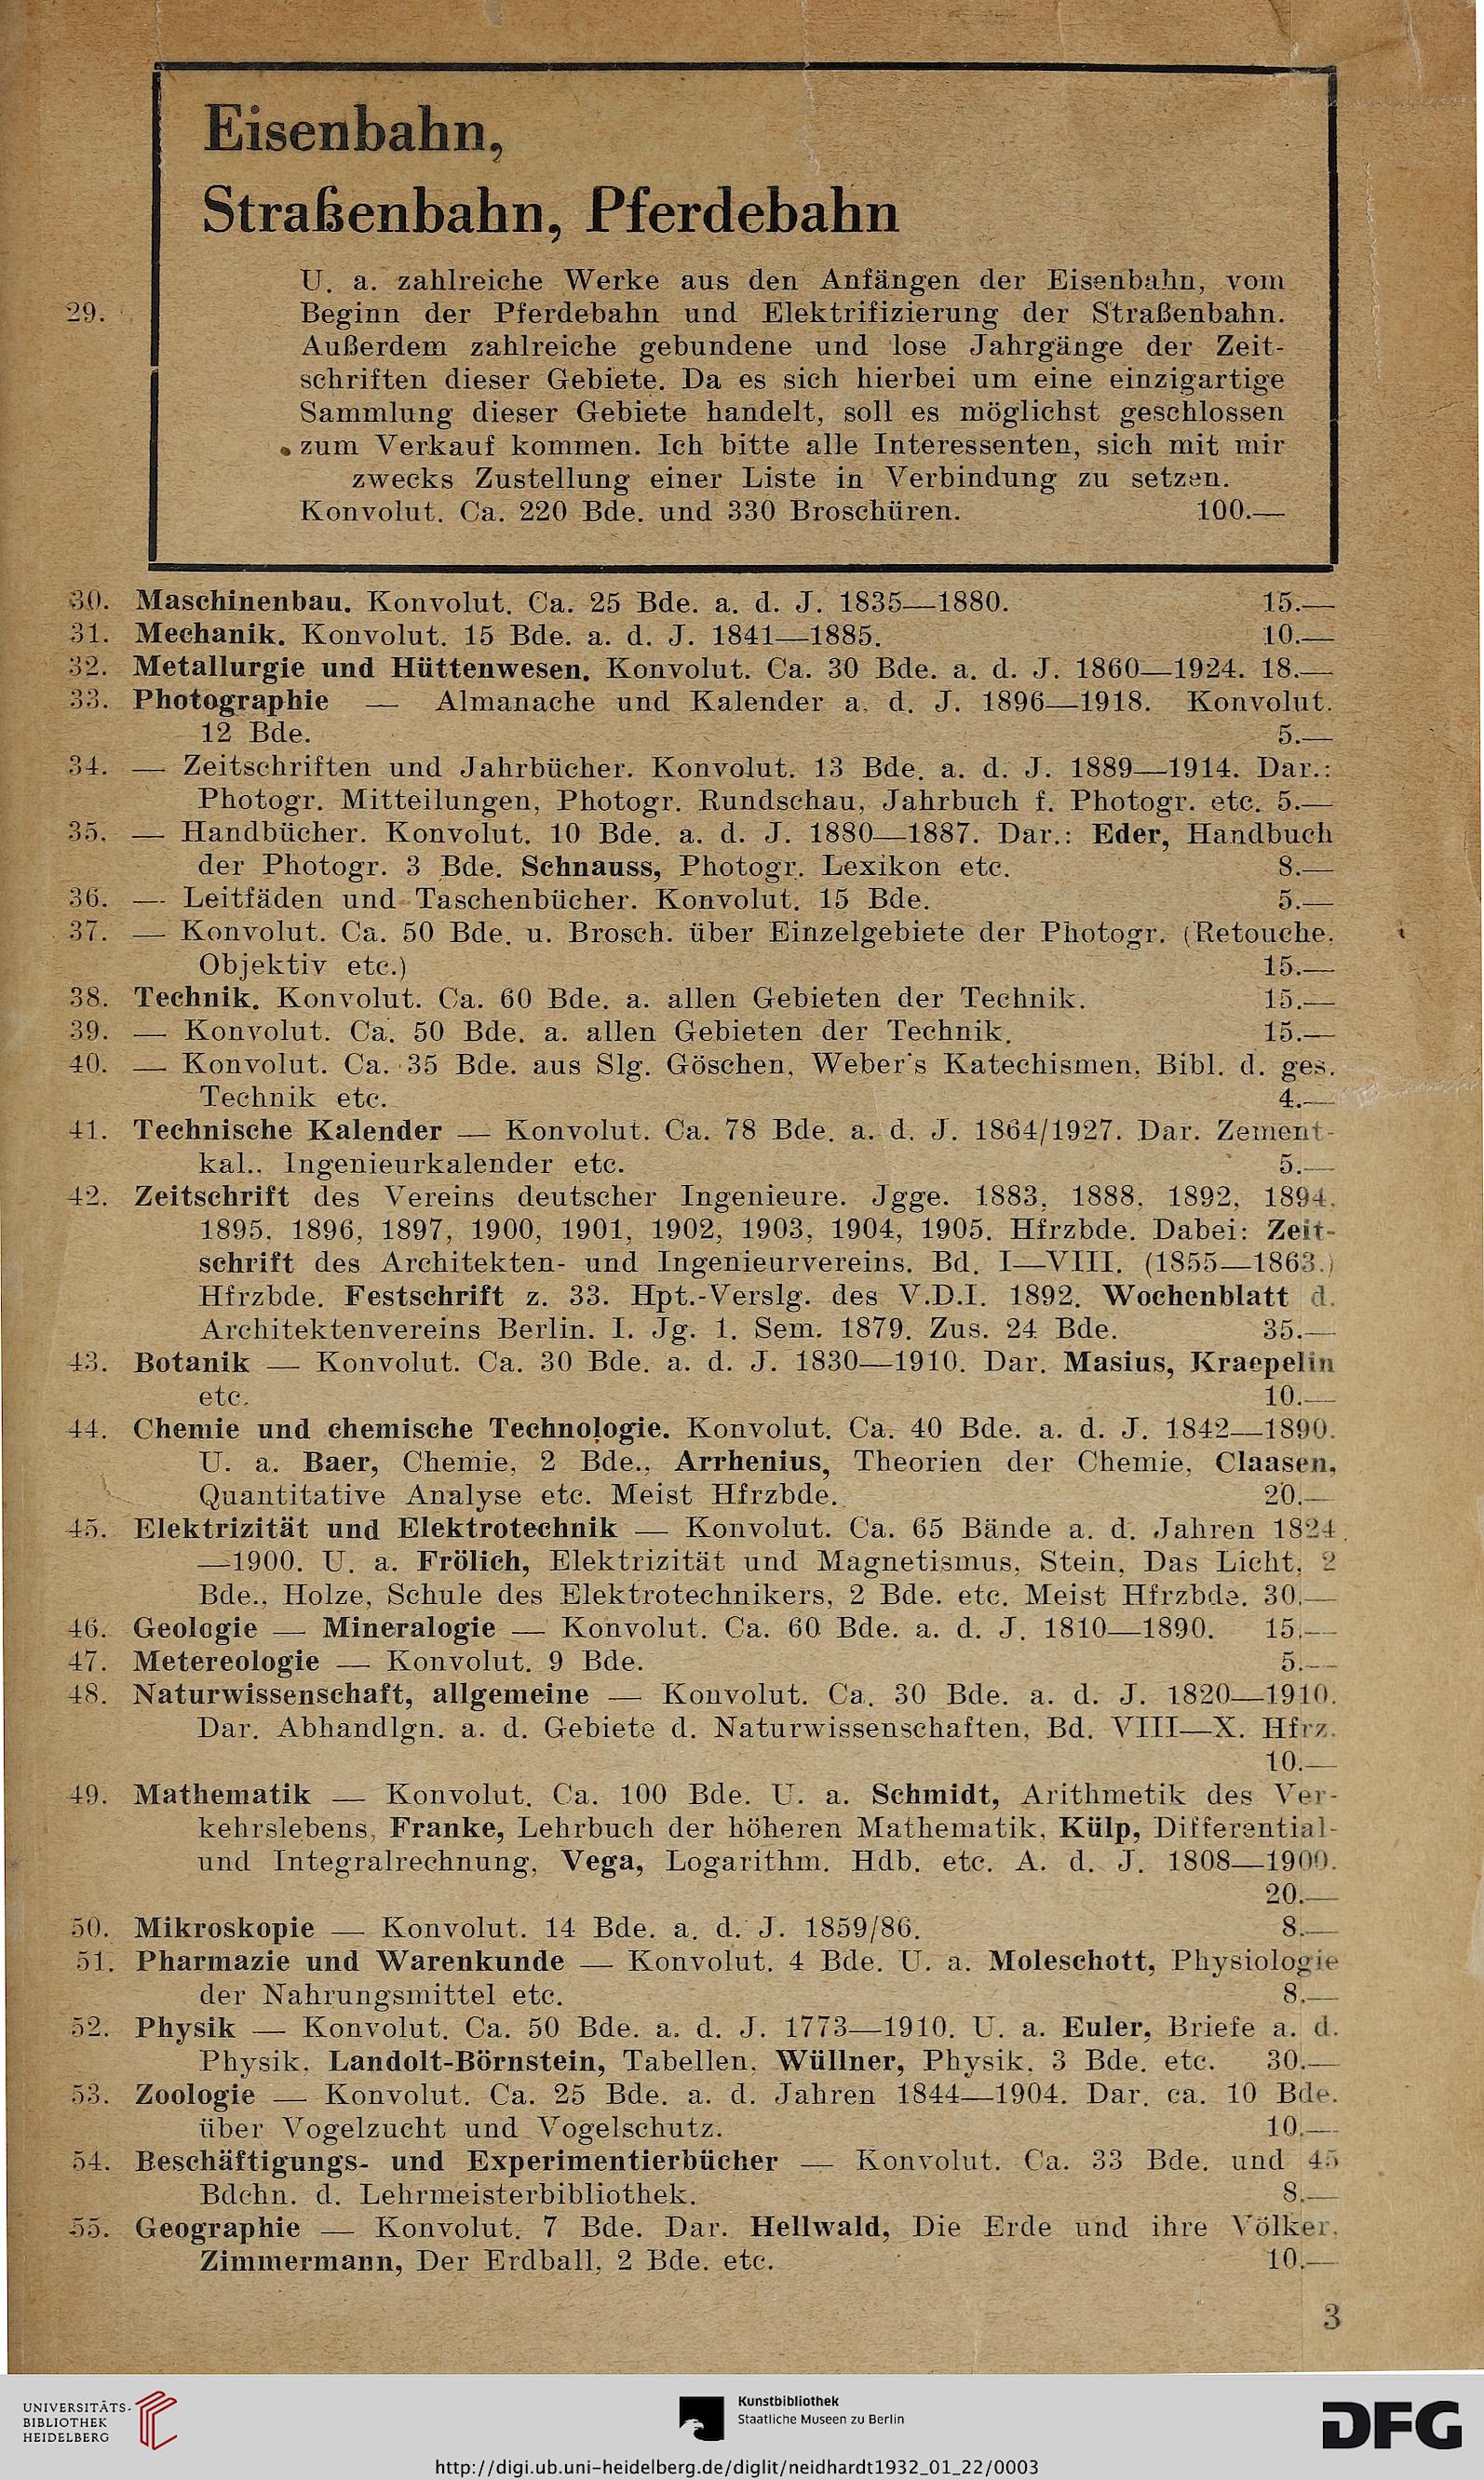 Eisenbahn,
Straßenbahn, Pferdebahn
U. a. zahlreiche Werke aus den Anfängen der Eisenbahn, vom
29. Beginn der Pferdebahn und Elektrifizierung der Straßenbahn.
Außerdem zahlreiche gebundene und lose Jahrgänge der Zeit-
schriften dieser Gebiete. Da es sich hierbei um eine einzigartige
Sammlung dieser Gebiete handelt, soll es möglichst geschlossen
zum Verkauf kommen. Ich bitte alle Interessenten, sich mit mir
zwecks Zustellung einer Liste in Verbindung zu setzen.
Konvolut. Ca. 220 Bde. und 330 Broschüren. 100.—
30. Maschinenbau. Konvolut. Ca. 25 Bde. a. d. J. 1835—1880. 15.—
31. Mechanik. Konvolut. 15 Bde. a. d. J. 1841—1885. 10.—
32. Metallurgie und Hüttenwesen. Konvolut. Ca. 30 Bde. a. d. J. 1860—1924. 18.—
33. Photographie — Almanache und Kalender a. d. J. 1896—1918. Konvolut.
12 Bde. 5.—
34. — Zeitschriften und Jahrbücher. Konvolut. 13 Bde. a. d. J. 1889—1914. Dar.:
Photogr. Mitteilungen, Photogr. Rundschau, Jahrbuch f. Photogr. etc. 5.—
35. — Handbücher. Konvolut. 10 Bde. a. d. J. 1880—1887. Dar.: Eder, Handbuch
der Photogr. 3 Bde. Schnauss, Photogr. Lexikon etc. 8.—
36. — Leitfäden und Taschenbücher. Konvolut. 15 Bde. 5.—
37. — Konvolut. Ca. 50 Bde. u. Brosch. über Einzelgebiete der Photogr. (Retouche,
Objektiv etc.) 15.—
38. Technik. Konvolut. Ca. 60 Bde. a. allen Gebieten der Technik. 15.—
39. — Konvolut. Ca. 50 Bde. a. allen Gebieten der Technik. 15.—
40. — Konvolut. Ca. 35 Bde. aus Slg. Göschen, Weber's Katechismen, Bibl. d. ges.
Technik etc. 4.—
41. Technische Kalender — Konvolut. Ca. 78 Bde. a. d. J. 1864/1927. Dar. Zement-
kal., Ingenieurkalender etc. 5.—
42. Zeitschrift des Vereins deutscher Ingenieure. Jgge. 1883, 1888, 1892, 1894,
1895, 1896, 1897, 1900, 1901, 1902, 1903, 1904, 1905. Hfrzbde. Dabei: Zeit-
schrift des Architekten- und Ingenieurvereins. Bd. I—VIII. (1855—1863.)
Hfrzbde. Festschrift z. 33. Hpt.-Verslg. des V.D.I. 1892. Wochenblatt d.
Architektenvereins Berlin. I. Jg. 1. Sem. 1879. Zus. 24 Bde. 35.—
43. Botanik — Konvolut. Ca. 30 Bde. a. d. J. 1830—1910. Dar. Masius, Kraepelin
etc. 10.—
44. Chemie und chemische Technologie. Konvolut. Ca. 40 Bde. a. d. J. 1842—1890.
U. a. Baer, Chemie, 2 Bde., Arrhenius, Theorien der Chemie, Claasen,
Quantitative Analyse etc. Meist Hfrzbde. 20.—
45. Elektrizität und Elektrotechnik — Konvolut. Ca. 65 Bände a. d. Jahren 1824
—1900. U. a. Frölich, Elektrizität und Magnetismus, Stein, Das Licht, 2
Bde., Holze, Schule des Elektrotechnikers, 2 Bde. etc. Meist Hfrzbde. 30.—
46. Geologie — Mineralogie — Konvolut. Ca. 60 Bde. a. d. J. 1810—1890. 15.—
47. Metereologie — Konvolut. 9 Bde. 5.—
48. Naturwissenschaft, allgemeine — Konvolut. Ca. 30 Bde. a. d. J. 1820—1910.
Dar. Abhandlgn. a. d. Gebiete d. Naturwissenschaften, Bd. VIII—X. Hfrz.
10.—
49. Mathematik — Konvolut. Ca. 100 Bde. U. a. Schmidt, Arithmetik des Ver-
kehrslebens, Franke, Lehrbuch der höheren Mathematik, Külp, Differential-
und Integralrechnung, Vega, Logarithm. Hdb. etc. A. d. J. 1808—1900.
20.—
50. Mikroskopie — Konvolut. 14 Bde. a. d. J. 1859/86. 8.—
51. Pharmazie und Warenkunde — Konvolut. 4 Bde. U. a. Moleschott, Physiologie
der Nahrungsmittel etc. 8.—
52. Physik — Konvolut. Ca. 50 Bde. a. d. J. 1773—1910. U. a. Euler, Briefe a. d.
Physik, Landolt-Börnstein, Tabellen, Wüllner, Physik, 3 Bde. etc. 30.—
53. Zoologie — Konvolut. Ca. 25 Bde. a. d. Jahren 1844—1904. Dar. ca. 10 Bde.
über Vogelzucht und Vogelschutz. 10.—
54. Beschäftigungs- und Experimentierbücher — Konvolut. Ca. 33 Bde. und 45
Bdchn. d. Lehrmeisterbibliothek. 8.—
55. Geographie — Konvolut. 7 Bde. Dar. Hellwald, Die Erde und ihre Völker,
Zimmermann, Der Erdball, 2 Bde. etc. 10.—
3
UNIVERSITÄTS-
BIBLIOTHEK
HEIDELBERG
Kunstbibliothek
Staatliche Museen zu Berlin
DFG
http://digi.ub.uni-heidelberg.de/diglit/neidhardt1932_01_22/0003